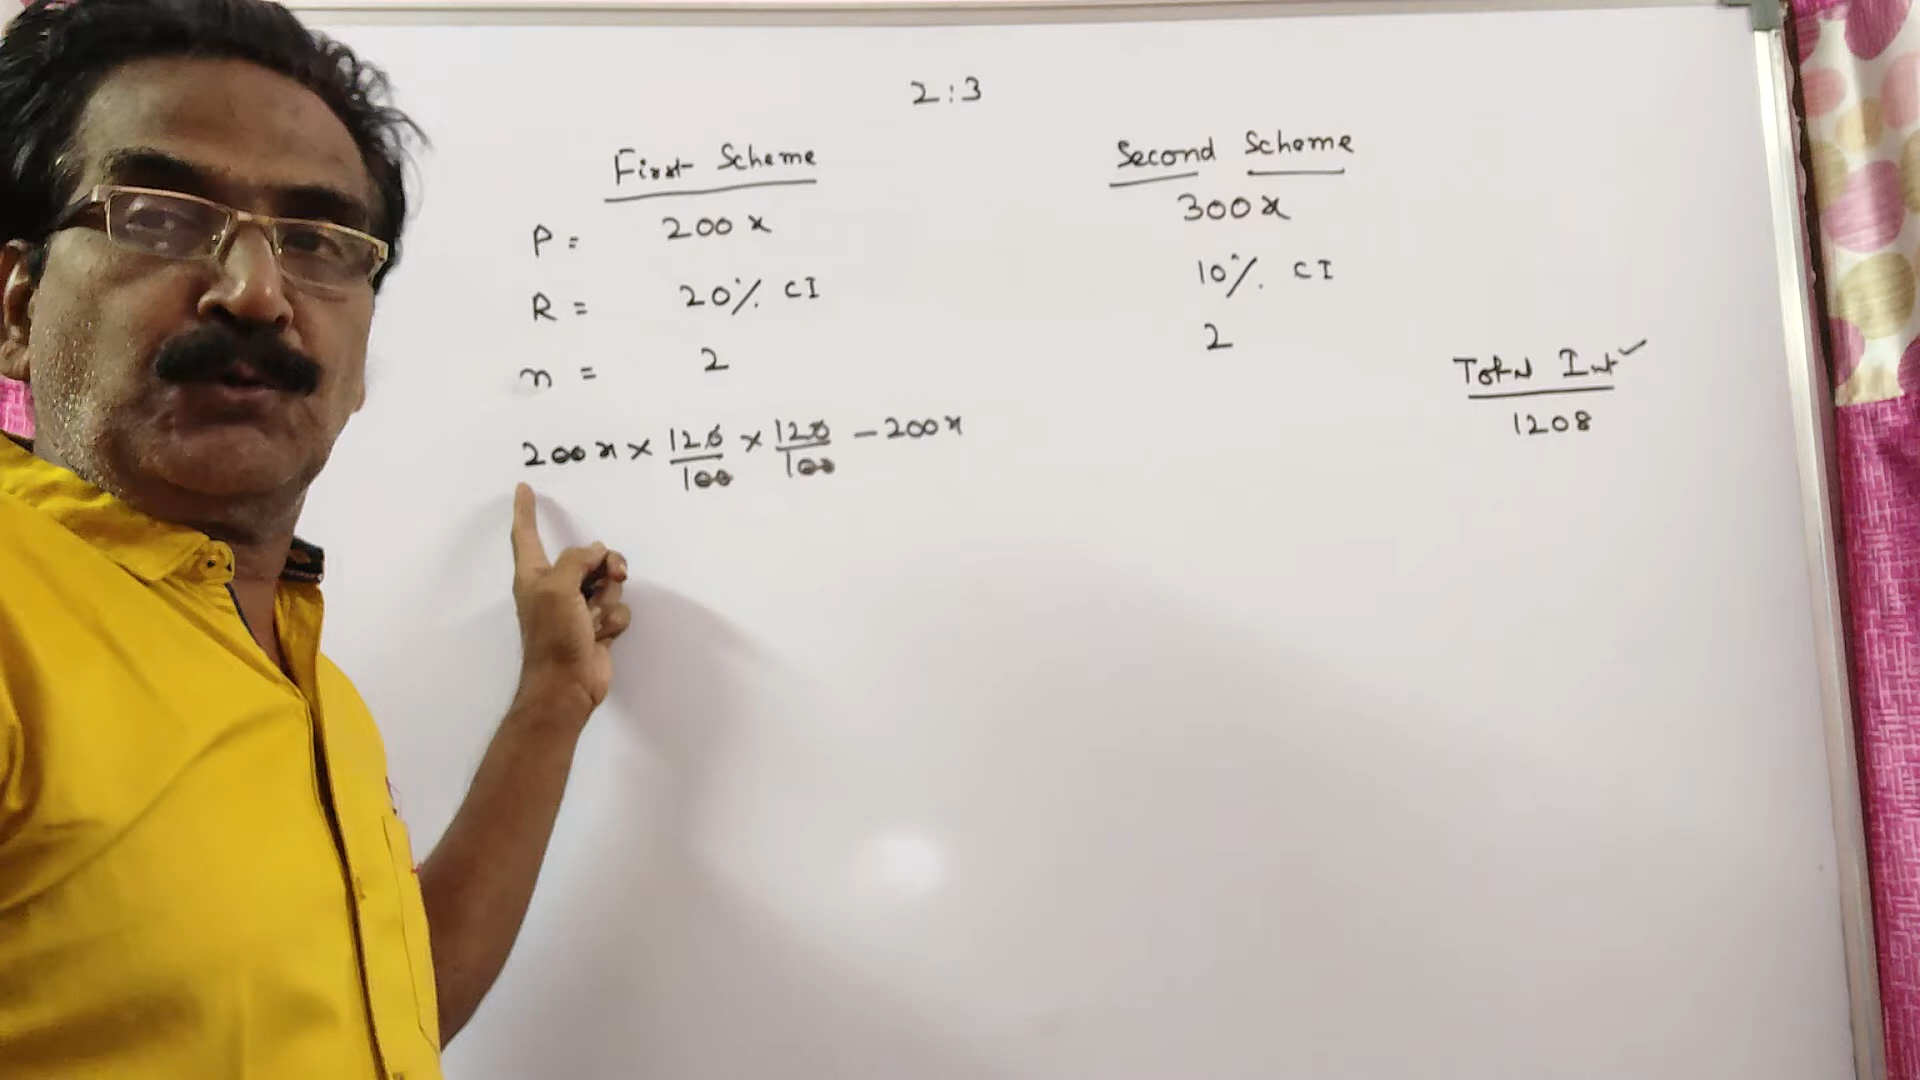 2:3
First Scheme Second Scheme
P = 200x 300x
R = 20% CI 10% CI
n = 2 2
Total Int ✓
1208
200x × 120/100 × 120/100 - 200x